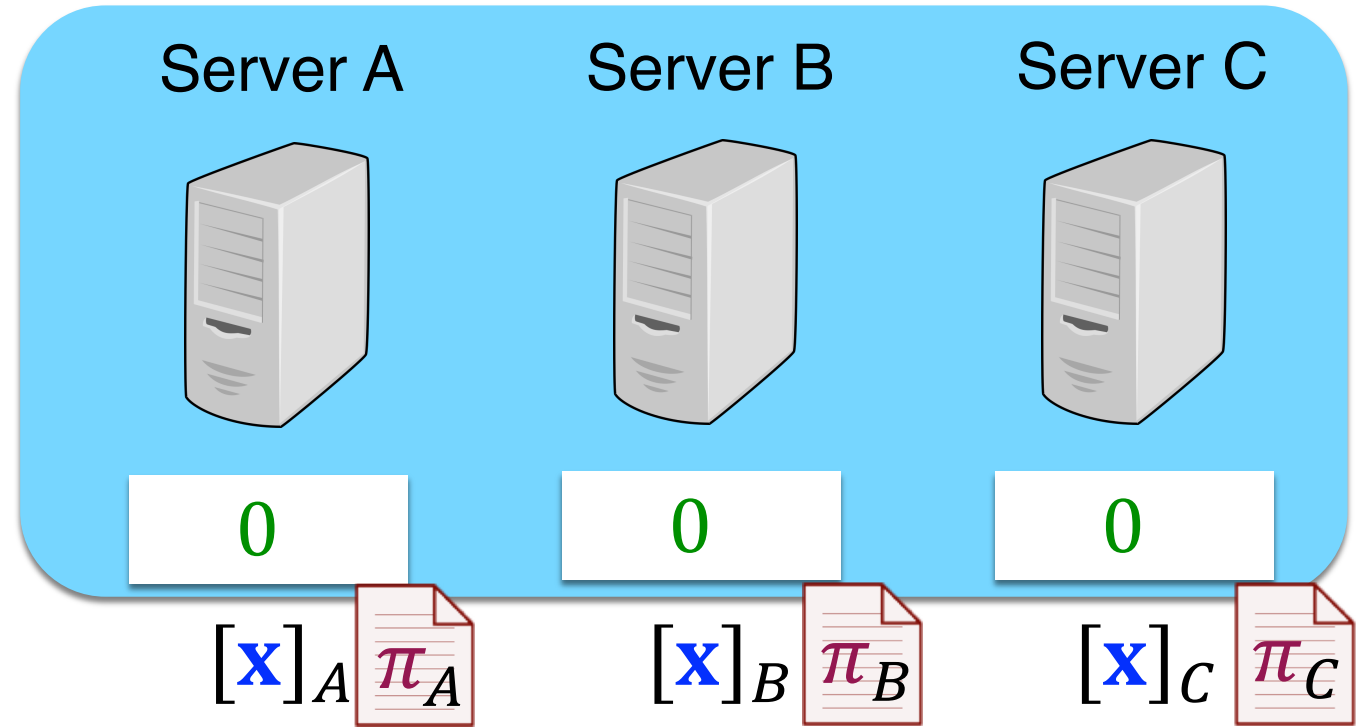 Server A Server B Server C
0 0 0
[x]_A π_A [x]_B π_B [x]_C π_C